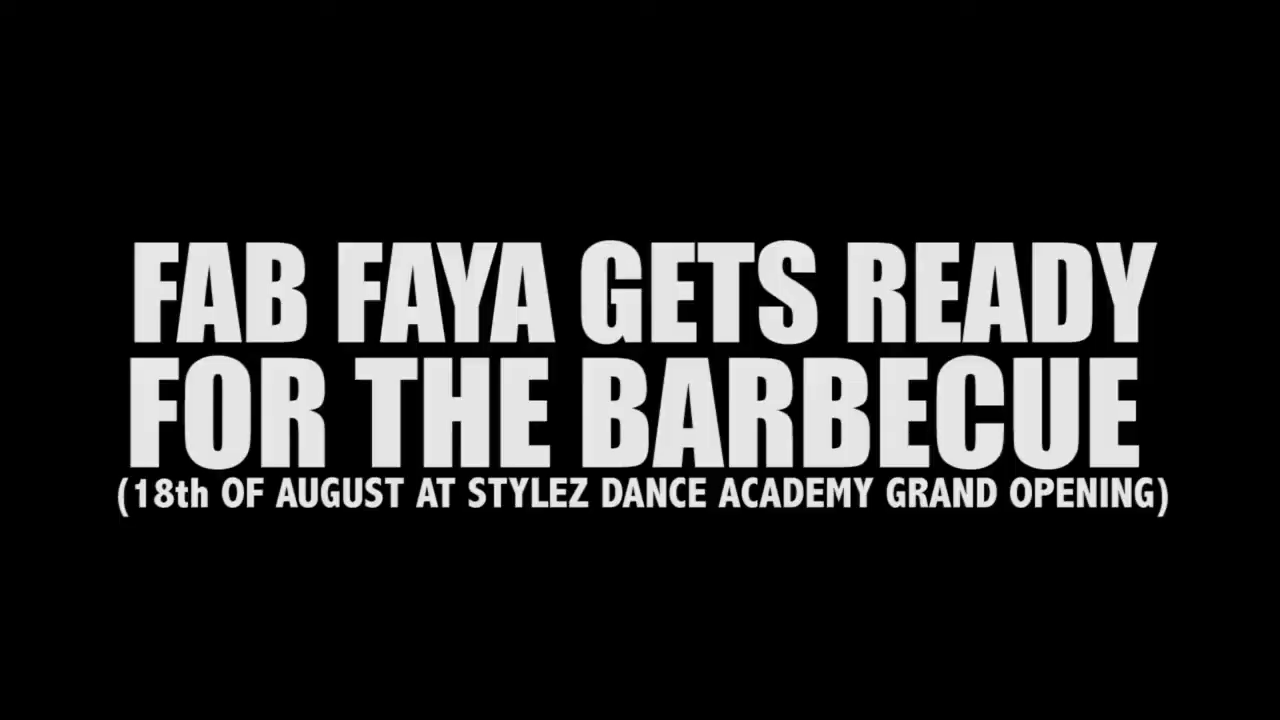 FAB FAYA GETS READY
FOR THE BARBECUE
(18th OF AUGUST AT STYLEZ DANCE ACADEMY GRAND OPENING)